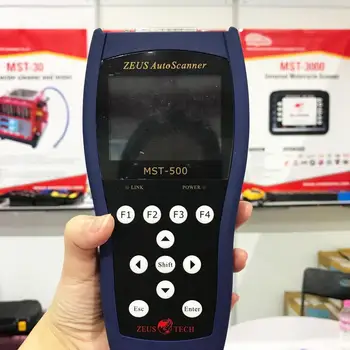 MST-30
MST-3000
Universal Motorcycle Scanner
ZEUS AutoScanner
MST-500
LINK
POWER
F1
F2
F3
F4
Shift
Esc
Enter
ZEUS TECH